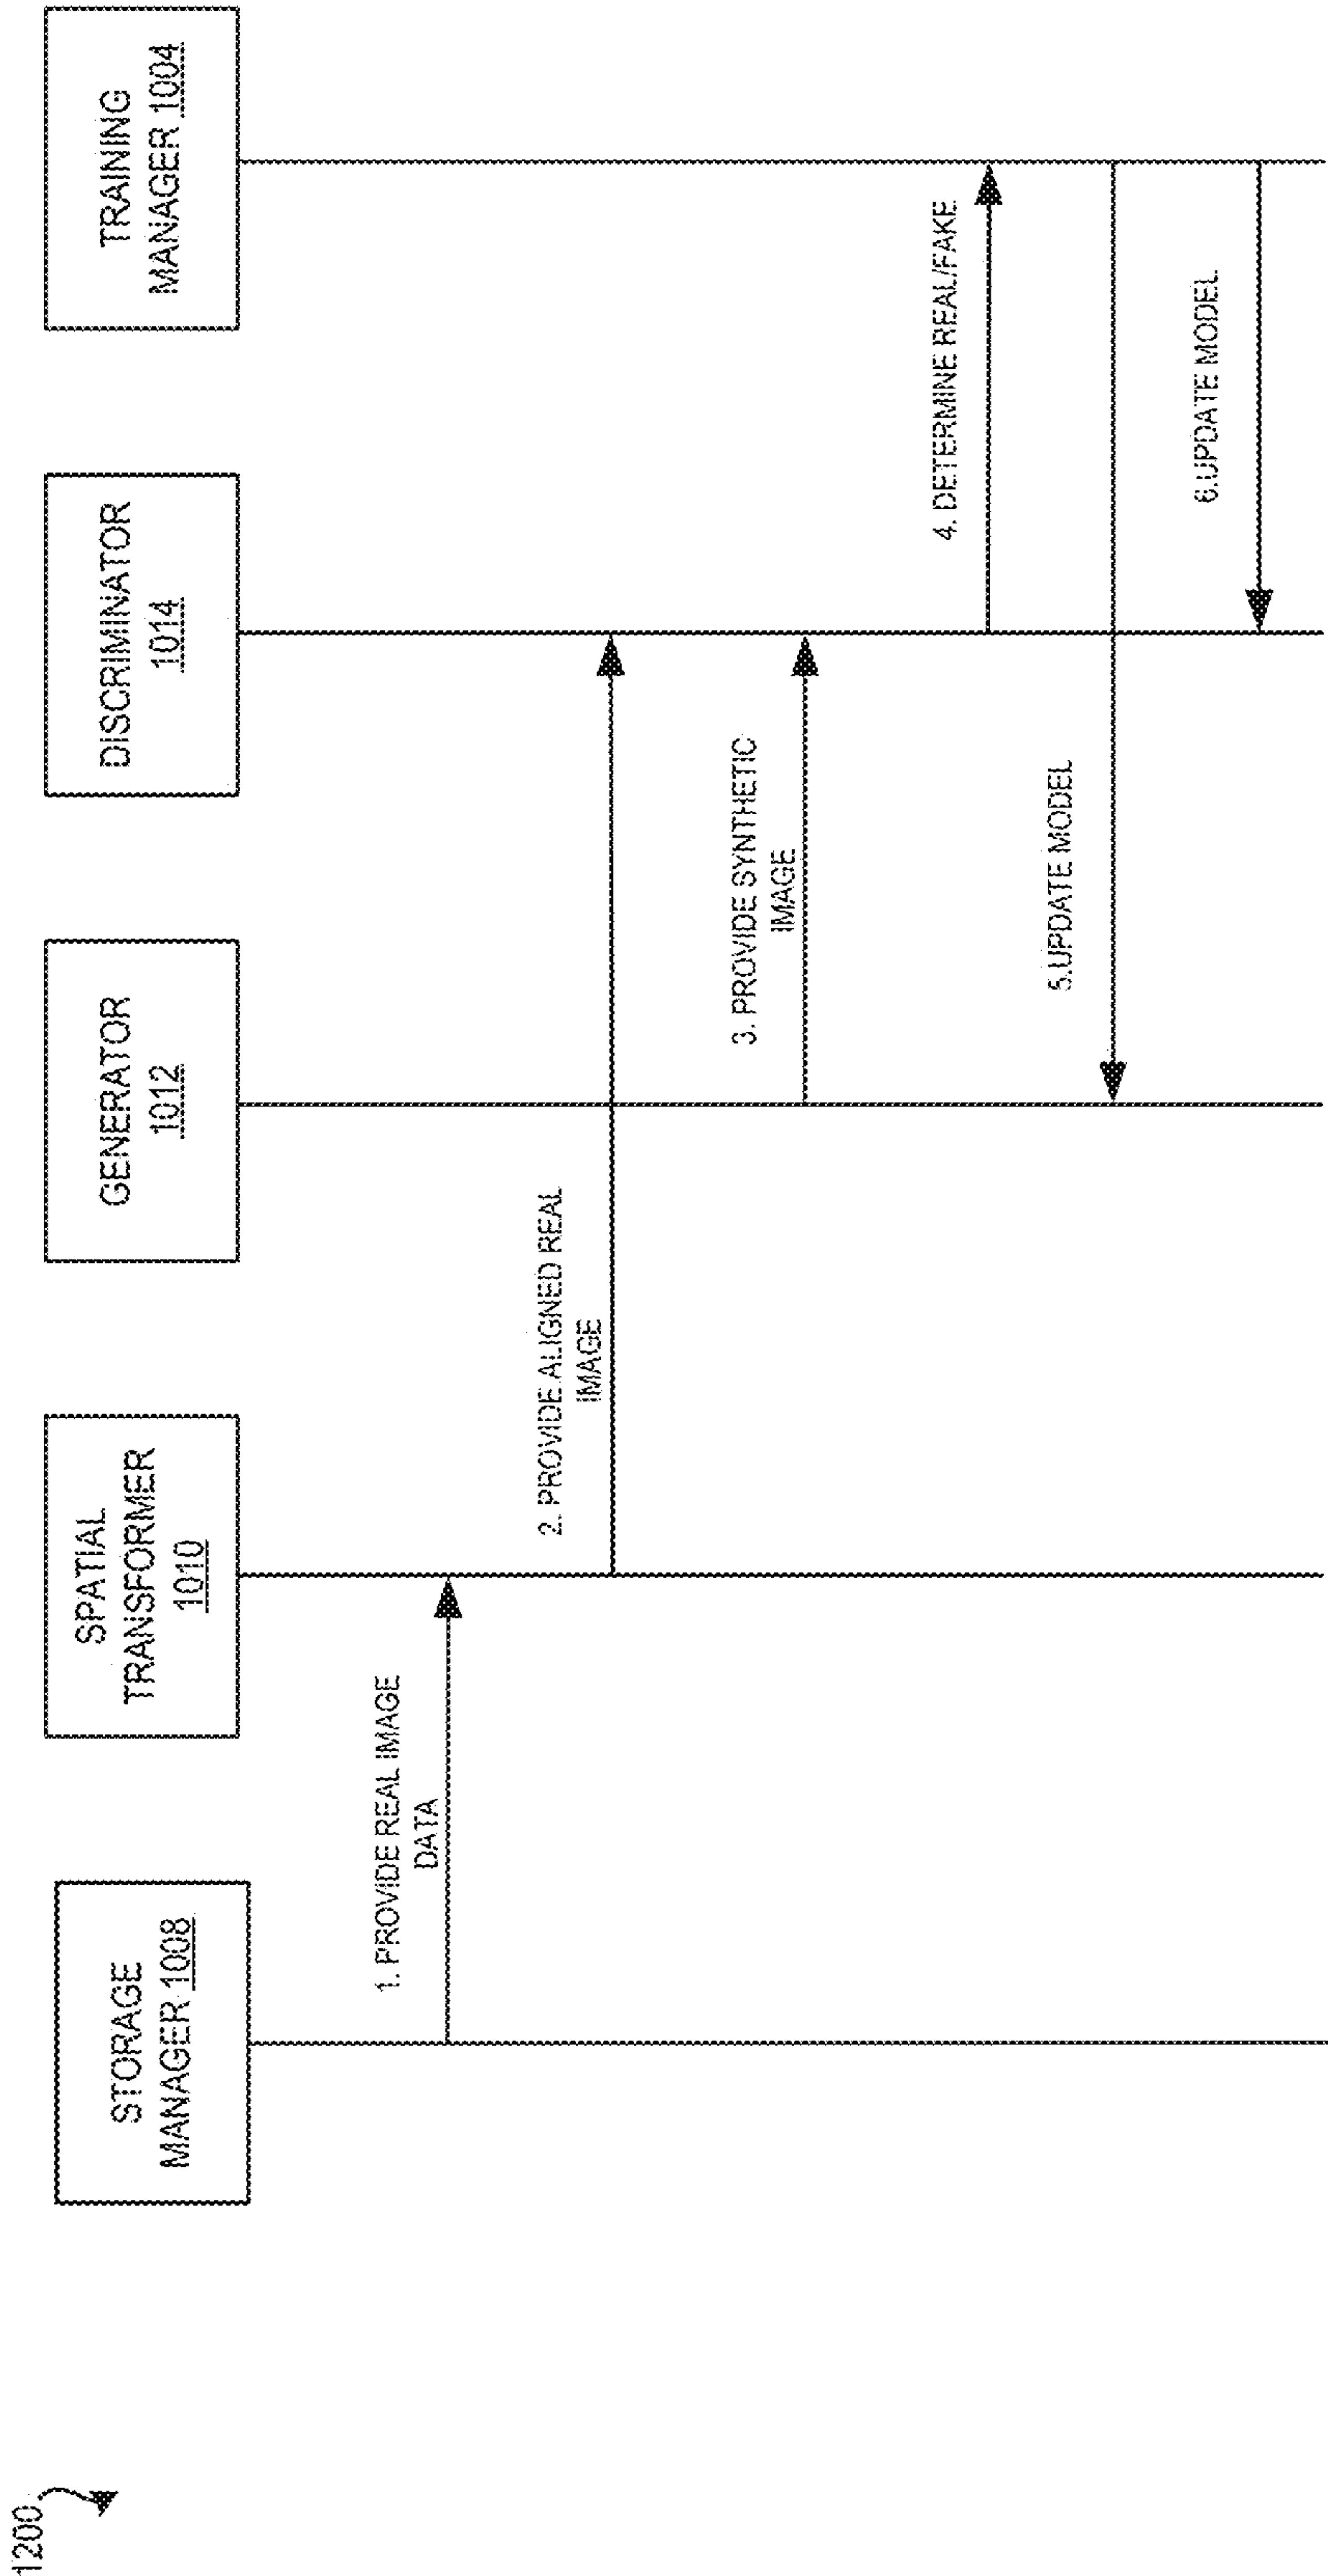 1200
STORAGE
MANAGER 1008
SPATIAL
TRANSFORMER
1010
GENERATOR
1012
DISCRIMINATOR
1014
TRAINING
MANAGER 1004
1. PROVIDE REAL IMAGE
DATA
2. PROVIDE ALIGNED REAL
IMAGE
3. PROVIDE SYNTHETIC
IMAGE
4. DETERMINE REAL/FAKE
5.UPDATE MODEL
6.UPDATE MODEL